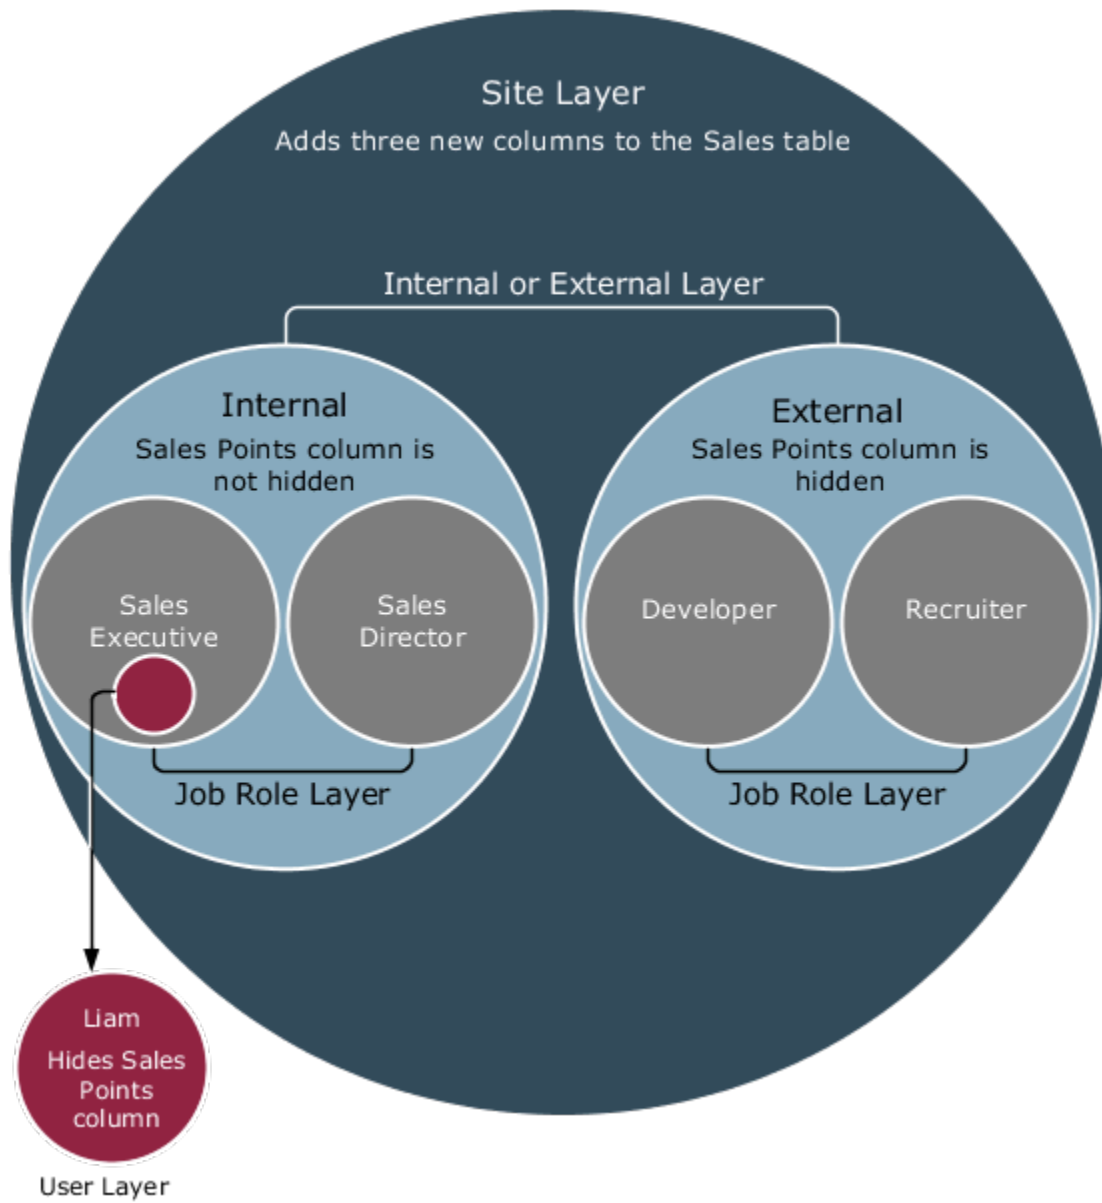 Site Layer
Adds three new columns to the Sales table
Internal or External Layer
Internal
Sales Points column is
not hidden
External
Sales Points column is
hidden
Sales
Executive
Sales
Director
Developer
Recruiter
Job Role Layer
Job Role Layer
Liam
Hides Sales
Points
column
User Layer